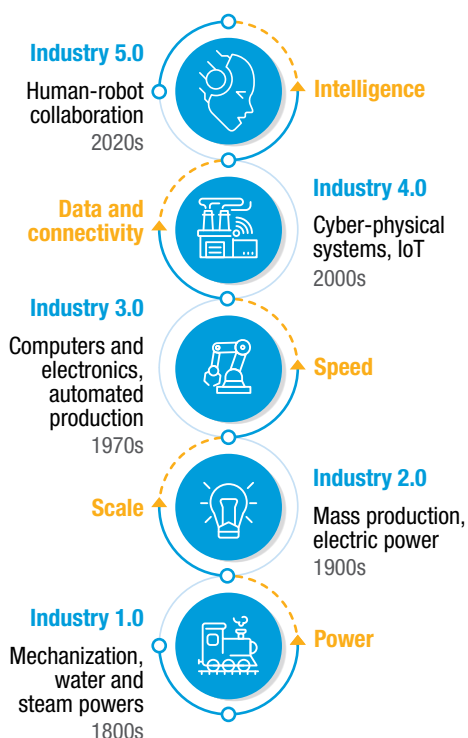 Industry 5.0
Human-robot
collaboration
2020s
Intelligence
Industry 4.0
Cyber-physical
systems, IoT
2000s
Data and
connectivity
Industry 3.0
Computers and
electronics,
automated
production
1970s
Speed
Industry 2.0
Mass production,
electric power
1900s
Scale
Industry 1.0
Mechanization,
water and
steam powers
1800s
Power